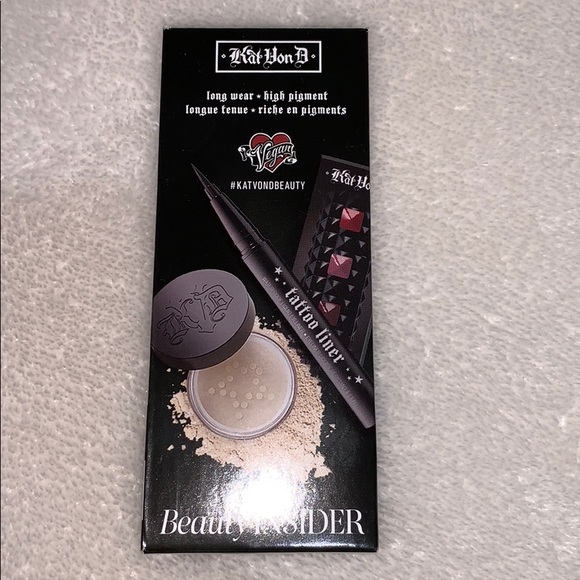 Kat Von D
long wear ★ high pigment
longue tenue ★ riche en pigments
Vegan
#KATVONDBEAUTY
Kat Vo
tattoo liner
KVD
Beauty INSIDER